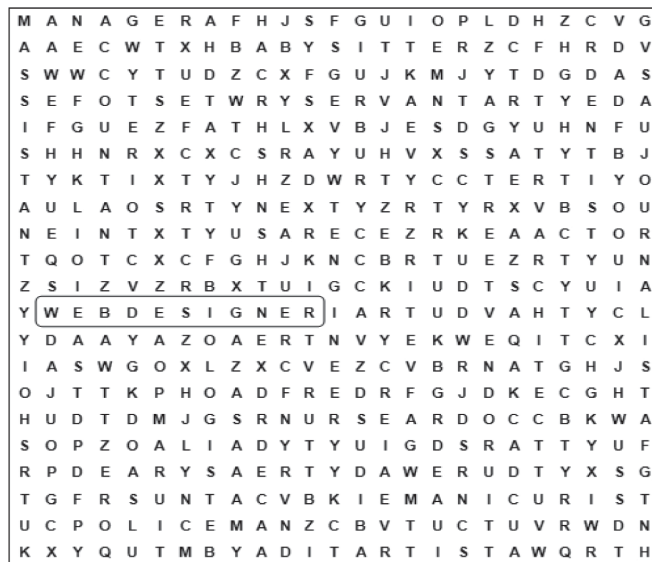 M A N A G E R A F H J S F G U I O P L D H Z C V G
A A E C W T X H B A B Y S I T T E R Z C F H R D V
S W W C Y T U D Z C X F G U J K M J Y T D G D A S
S E F O T S E T W R Y S E R V A N T A R T Y E D A
I F G U E Z F A T H L X V B J E S D G Y U H N F U
S H H N R X C X C S R A Y U H V X S S A T Y T B J
T Y K T I X T Y J H Z D W R T Y C C T E R T I Y O
A U L A O S R T Y N E X T Y Z R T Y R X V B S O U
N E I N T X T Y U S A R E C E Z R K E A A C T O R
T Q O T C X C F G H J K N C B R T U E Z R T Y U N
Z S I Z V Z R B X T U I G C K I U D T S C Y U I A
Y W E B D E S I G N E R I A R T U D V A H T Y C L
Y D A A Y A Z O A E R T N V Y E K W E Q I T C X I
I A S W G O X L Z X C V E Z C V B R N A T G H J S
O J T T K P H O A D F R E D R F G J D K E C G H T
H U D T D M J G S R N U R S E A R D O C C B K W A
S O P Z O A L I A D Y T Y U I G D S R A T T Y U F
R P D E A R Y S A E R T Y D A W E R U D T Y X S G
T G F R S U N T A C V B K I E M A N I C U R I S T
U C P O L I C E M A N Z C B V T U C T U V R W D N
K X Y Q U T M B Y A D I T A R T I S T A W Q R T H